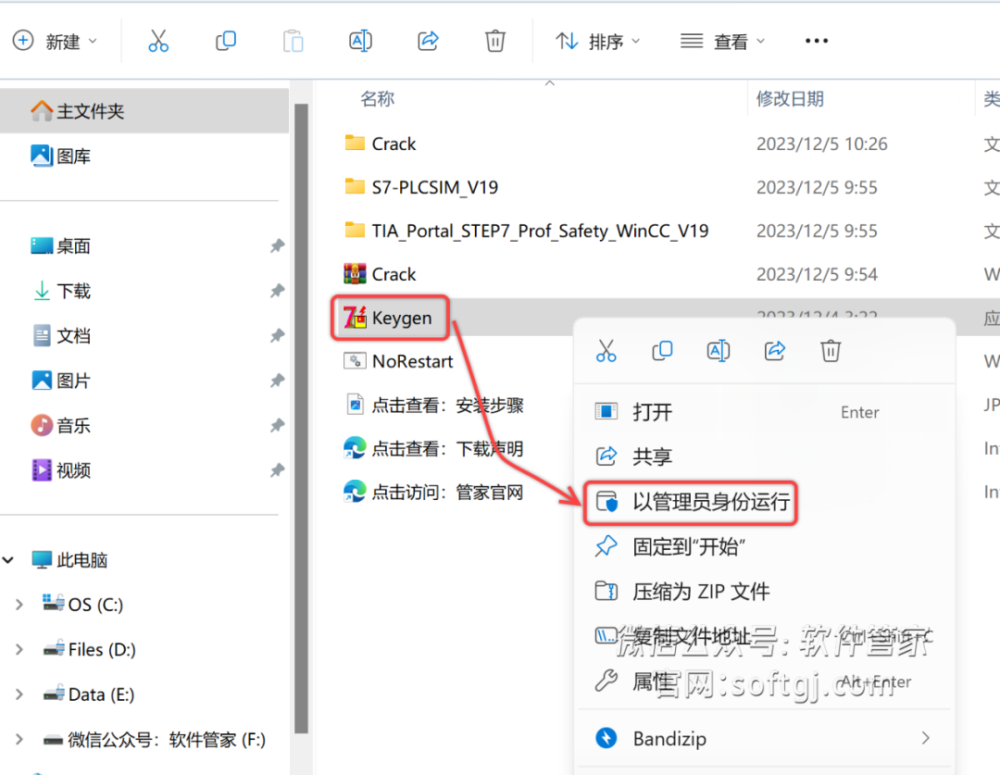 新建
排序
查看
名称
修改日期
类
主文件夹
图库
桌面
下载
文档
图片
音乐
视频
此电脑
OS (C:)
Files (D:)
Data (E:)
微信公众号：软件管家 (F:)
Crack 2023/12/5 10:26 文
S7-PLCSIM_V19 2023/12/5 9:55 文
TIA_Portal_STEP7_Prof_Safety_WinCC_V19 2023/12/5 9:55 文
Crack 2023/12/5 9:54 W
Keygen 2023/12/4 3:22 应
NoRestart W
点击查看：安装步骤 JP
点击查看：下载声明 In
点击访问：管家官网 In
打开 Enter
共享
以管理员身份运行
固定到"开始"
压缩为 ZIP 文件
复制文件地址 Ctrl+Shift+C
属性 Alt+Enter
Bandizip
微信公众号：软件管家
官网：softgj.com